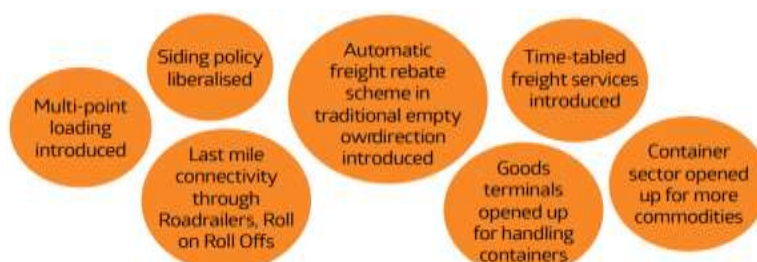 Multi-point
loading
introduced
Siding policy
liberalised
Last mile
connectivity
through
Roadrailers, Roll
on Roll Offs
Automatic
freight rebate
scheme in
traditional empty
owrdirection
introduced
Time-tabled
freight services
introduced
Goods
terminals
opened up
for handling
containers
Container
sector opened
up for more
commodities